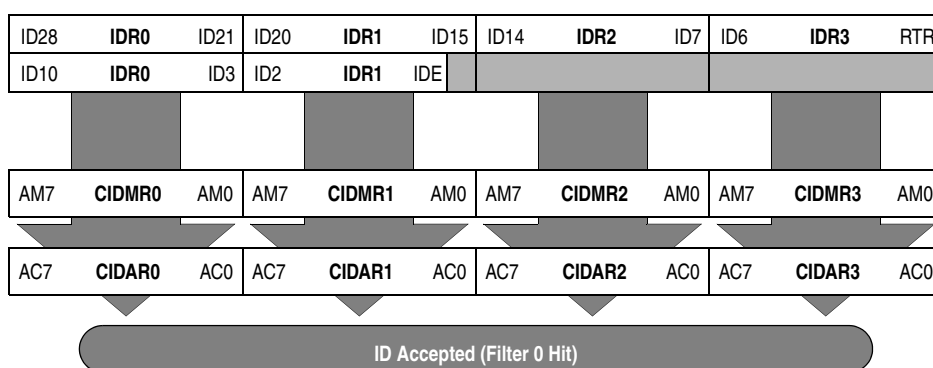 ID28 IDR0 ID21 ID20 IDR1 ID15 ID14 IDR2 ID7 ID6 IDR3 RTR
ID10 IDR0 ID3 ID2 IDR1 IDE
AM7 CIDMR0 AM0 AM7 CIDMR1 AM0 AM7 CIDMR2 AM0 AM7 CIDMR3 AM0
AC7 CIDAR0 AC0 AC7 CIDAR1 AC0 AC7 CIDAR2 AC0 AC7 CIDAR3 AC0
ID Accepted (Filter 0 Hit)